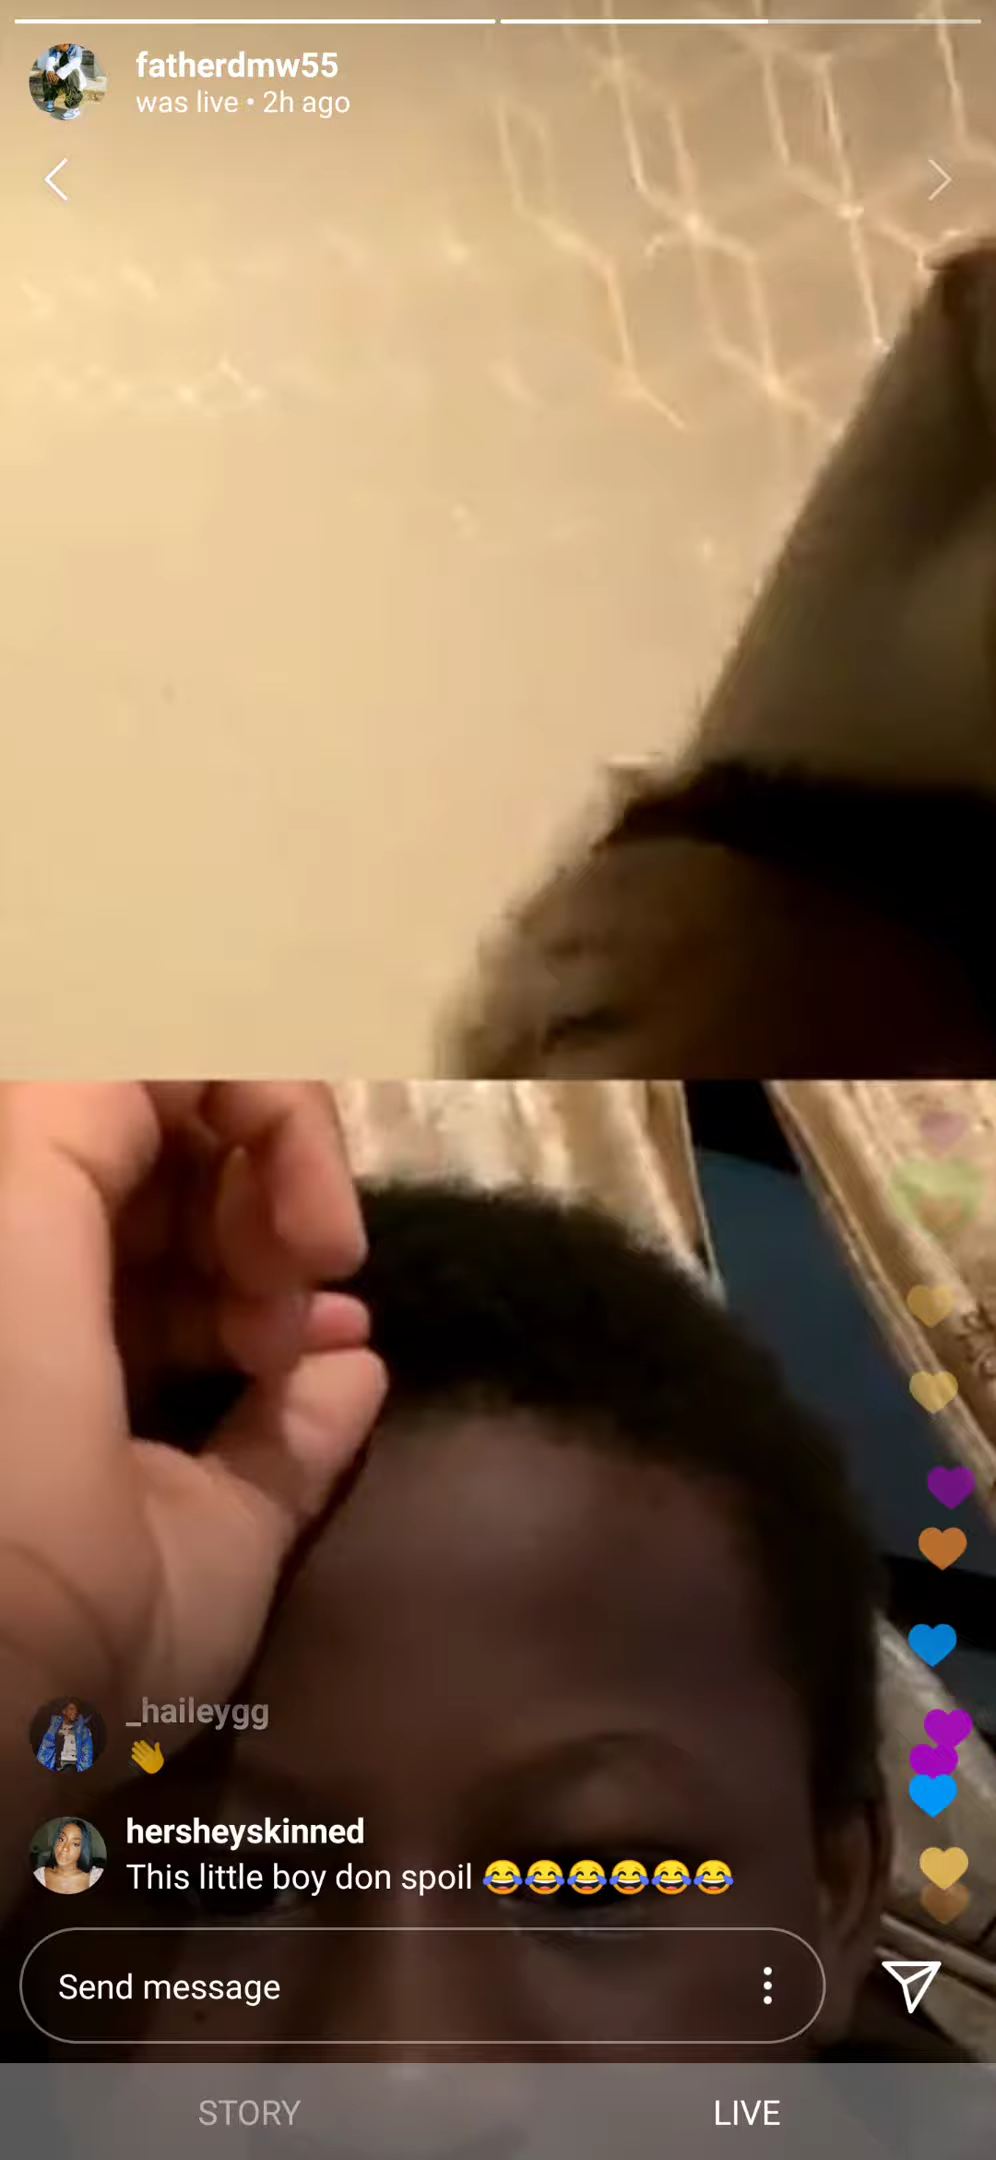 fatherdmw55
was live • 2h ago
_haileygg
👋
hersheyskinned
This little boy don spoil 😂😂😂😂😂😂
Send message
STORY
LIVE